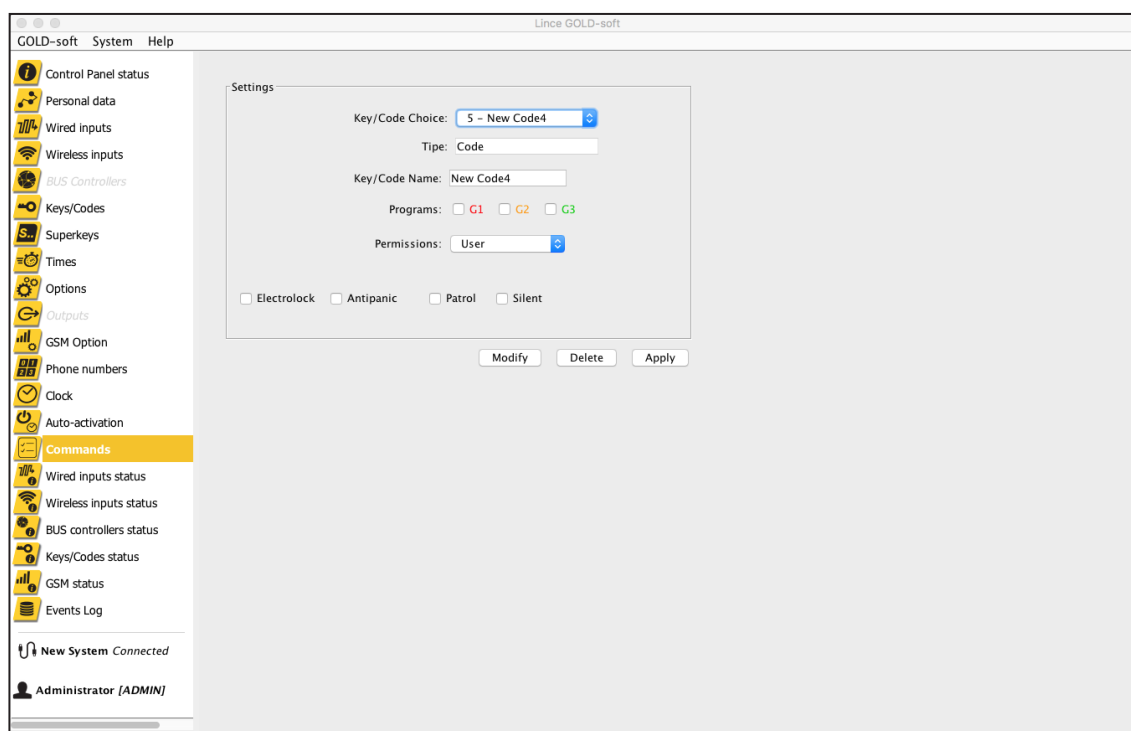 Lince GOLD-soft
GOLD-soft System Help
Control Panel status
Personal data
Wired inputs
Wireless inputs
BUS Controllers
Keys/Codes
S.. Superkeys
Times
Options
Outputs
GSM Option
Phone numbers
Clock
Auto-activation
Commands
Wired inputs status
Wireless inputs status
BUS controllers status
Keys/Codes status
GSM status
Events Log
New System Connected
Administrator [ADMIN]
Settings
Key/Code Choice: 5 - New Code4
Tipe: Code
Key/Code Name: New Code4
Programs: G1 G2 G3
Permissions: User
Electrolock Antipanic Patrol Silent
Modify Delete Apply